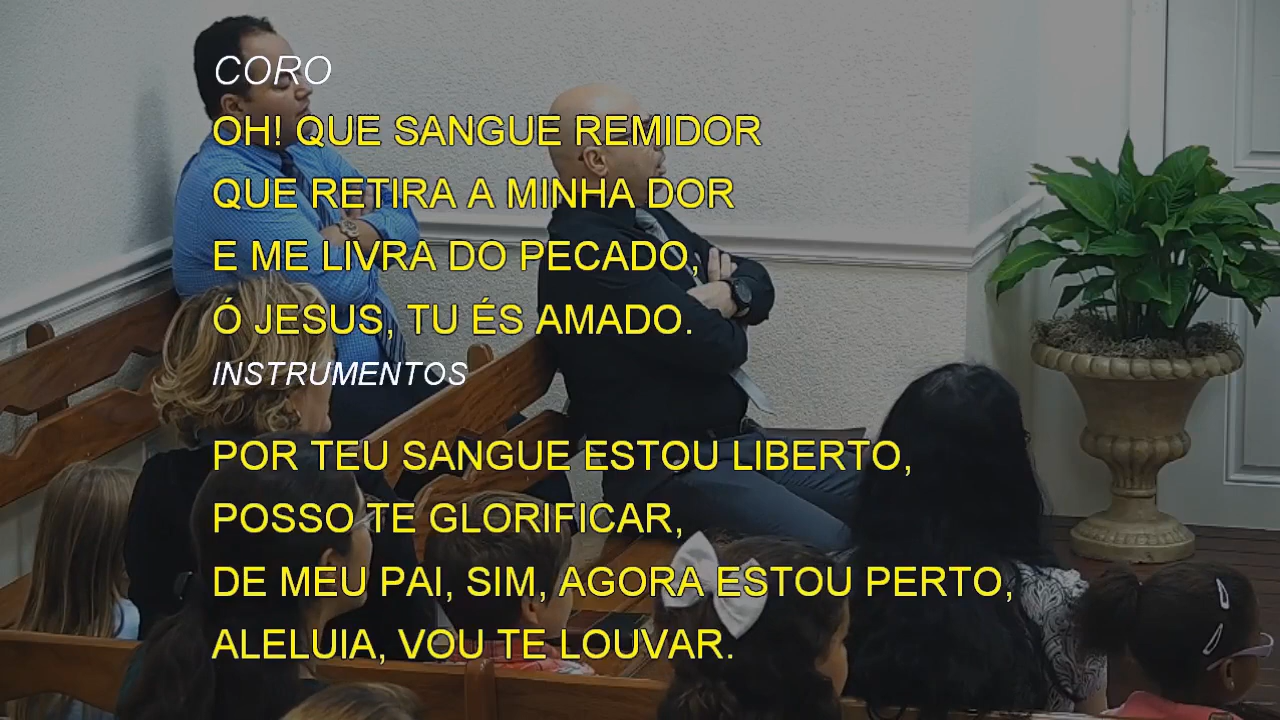 CORO
OH! QUE SANGUE REMIDOR
QUE RETIRA A MINHA DOR
E ME LIVRA DO PECADO,
Ó JESUS, TU ÉS AMADO.
INSTRUMENTOS
POR TEU SANGUE ESTOU LIBERTO,
POSSO TE GLORIFICAR,
DE MEU PAI, SIM, AGORA ESTOU PERTO,
ALELUIA, VOU TE LOUVAR.